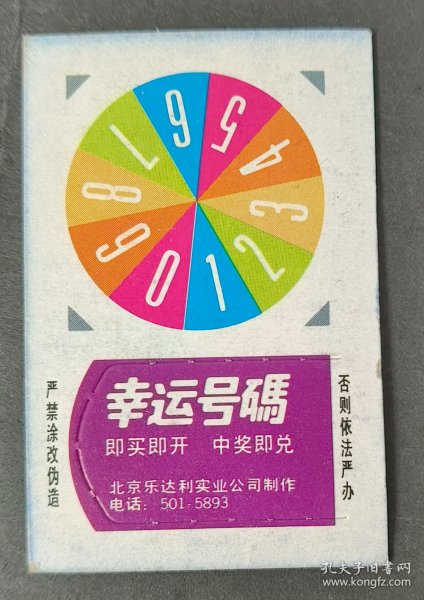 6
5
4
3
2
1
0
9
8
7
严禁涂改伪造
幸运号碼
即买即开 中奖即兑
北京乐达利实业公司制作
电话：501-5893
否则依法严办
孔夫子旧书网
www.kongfz.com